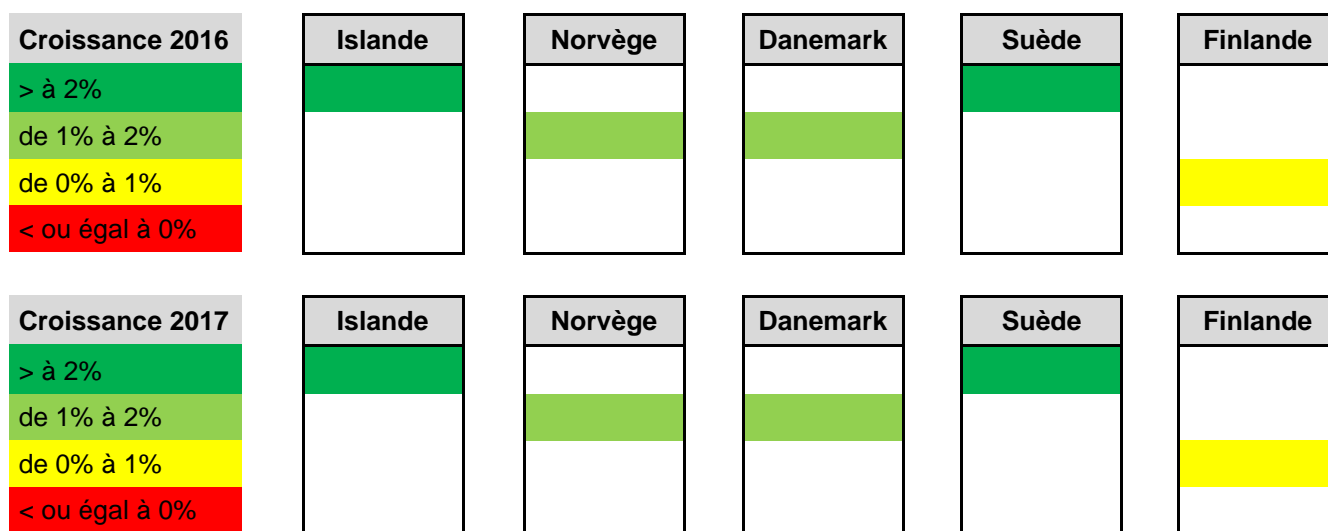 Croissance 2016 Islande Norvège Danemark Suède Finlande
> à 2%
de 1% à 2%
de 0% à 1%
< ou égal à 0%
Croissance 2017 Islande Norvège Danemark Suède Finlande
> à 2%
de 1% à 2%
de 0% à 1%
< ou égal à 0%